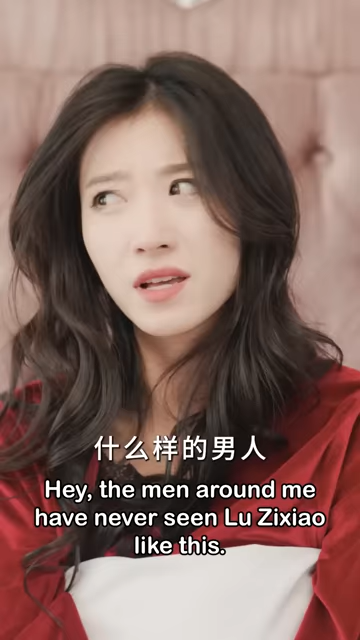 什么样的男人
Hey, the men around me
have never seen Lu Zixiao
like this.